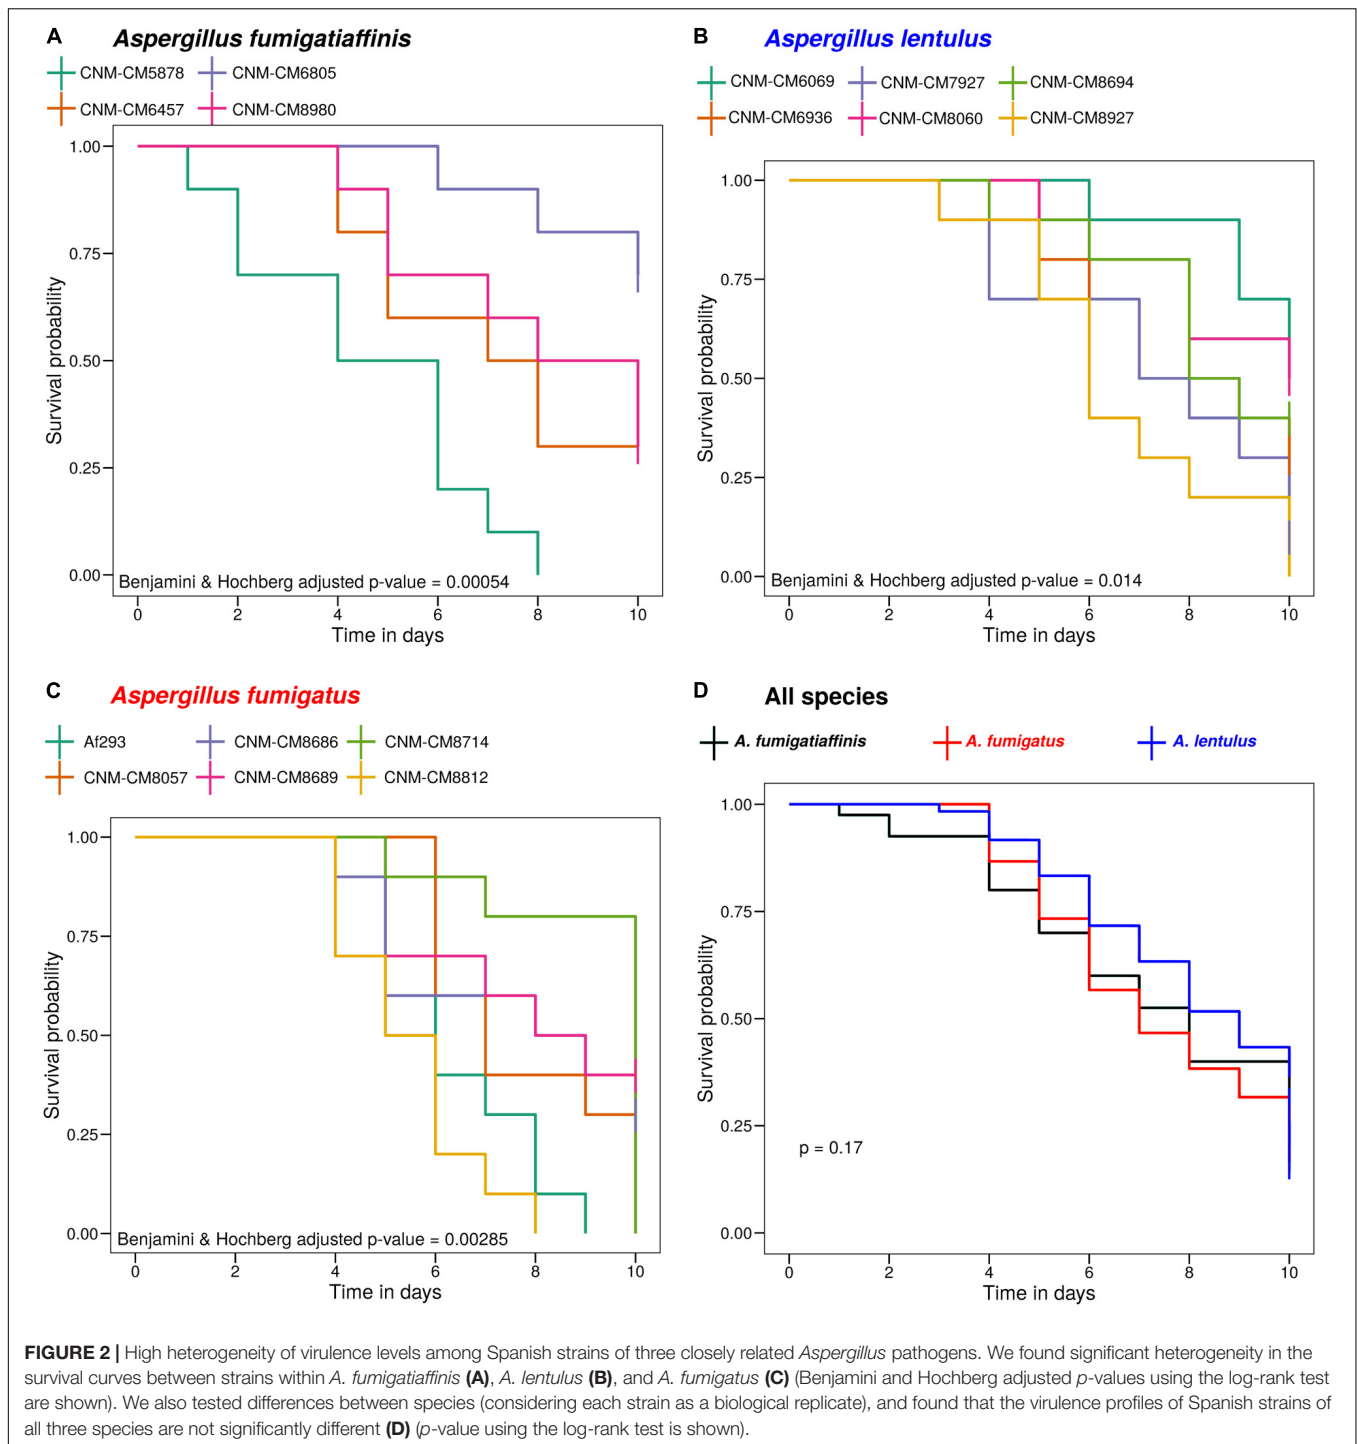 A
Aspergillus fumigatiaffinis
CNM-CM5878 CNM-CM6805
CNM-CM6457 CNM-CM8980
1.00
0.75
0.50
0.25
0.00
Survival probability
Benjamini & Hochberg adjusted p-value = 0.00054
0 2 4 6 8 10
Time in days
B
Aspergillus lentulus
CNM-CM6069 CNM-CM7927 CNM-CM8694
CNM-CM6936 CNM-CM8060 CNM-CM8927
1.00
0.75
0.50
0.25
0.00
Survival probability
Benjamini & Hochberg adjusted p-value = 0.014
0 2 4 6 8 10
Time in days
C
Aspergillus fumigatus
Af293 CNM-CM8686 CNM-CM8714
CNM-CM8057 CNM-CM8689 CNM-CM8812
1.00
0.75
0.50
0.25
0.00
Survival probability
Benjamini & Hochberg adjusted p-value = 0.00285
0 2 4 6 8 10
Time in days
D
All species
A. fumigatiaffinis A. fumigatus A. lentulus
1.00
0.75
0.50
0.25
0.00
Survival probability
p = 0.17
0 2 4 6 8 10
Time in days
FIGURE 2 | High heterogeneity of virulence levels among Spanish strains of three closely related Aspergillus pathogens. We found significant heterogeneity in the
survival curves between strains within A. fumigatiaffinis (A), A. lentulus (B), and A. fumigatus (C) (Benjamini and Hochberg adjusted p-values using the log-rank test
are shown). We also tested differences between species (considering each strain as a biological replicate), and found that the virulence profiles of Spanish strains of
all three species are not significantly different (D) (p-value using the log-rank test is shown).